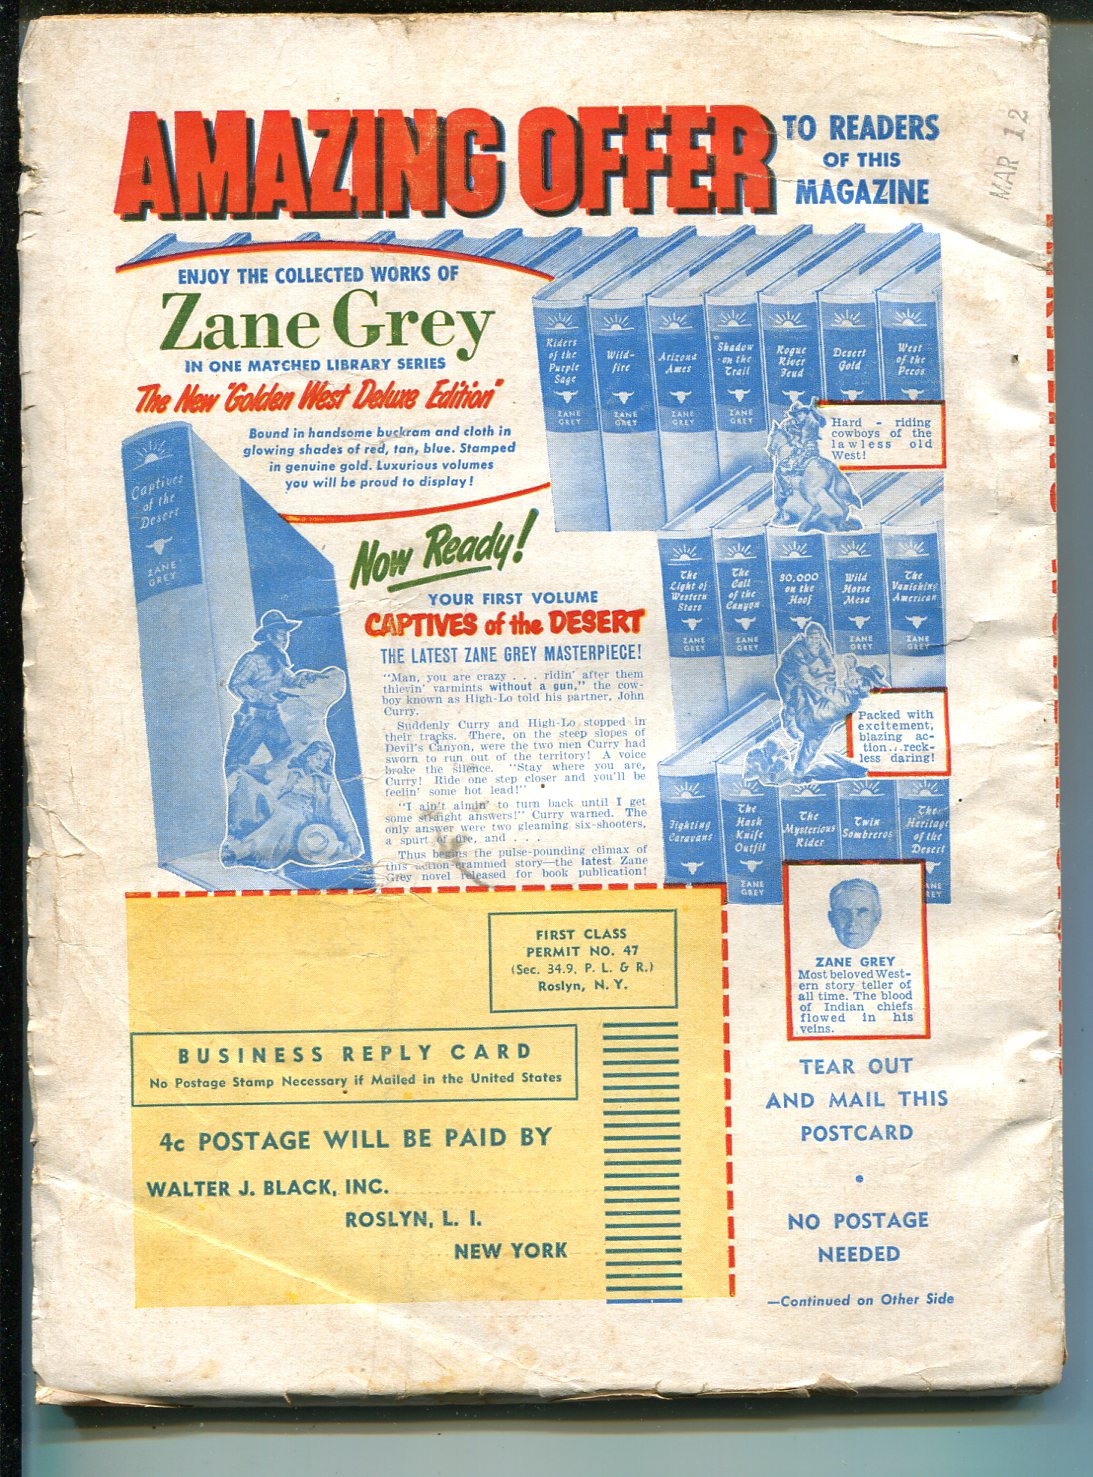 AMAZING OFFER
TO READERS
OF THIS
MAGAZINE
MAR 12
ENJOY THE COLLECTED WORKS OF
Zane Grey
IN ONE MATCHED LIBRARY SERIES
The New "Golden West Deluxe Edition"
Bound in handsome buckram and cloth in
glowing shades of red, tan, blue. Stamped
in genuine gold. Luxurious volumes
you will be proud to display!
Riders
of the
Purple
Sage
ZANE
GREY
Wild-
fire
ZANE
GREY
Arizona
Ames
ZANE
GREY
Shadow
on the
Trail
ZANE
GREY
Rogue
River
Feud
Desert
Gold
West
of the
Pecos
Hard - riding
cowboys of the
lawless old
West!
Captives
of the
Desert
ZANE
GREY
Now Ready!
YOUR FIRST VOLUME
CAPTIVES of the DESERT
THE LATEST ZANE GREY MASTERPIECE!
"Man, you are crazy . . . ridin' after them
thievin' varmints without a gun," the cow-
boy known as High-Lo told his partner, John
Curry.
Suddenly Curry and High-Lo stopped in
their tracks. There, on the steep slopes of
Devil's Canyon, were the two men Curry had
sworn to run out of the territory! A voice
broke the silence. "Stay where you are,
Curry! Ride one step closer and you'll be
feelin' some hot lead!"
"I ain't aimin' to turn back until I get
some straight answers!" Curry warned. The
only answer were two gleaming six-shooters,
a spurt of fire, and . . .
Thus begins the pulse-pounding climax of
this action-crammed story—the latest Zane
Grey novel released for book publication!
The
Light of
Western
Stars
ZANE
GREY
The
Call
of the
Canyon
ZANE
GREY
30,000
on the
Hoof
Wild
Horse
Mesa
ZANE
GREY
The
Vanishing
American
ZANE
GREY
Packed with
excitement,
blazing ac-
tion...reck-
less daring!
Fighting
Caravans
The
Hash
Knife
Outfit
ZANE
GREY
The
Mysterious
Rider
Twin
Sombreros
The
Heritage
of the
Desert
ZANE GREY
Most beloved West-
ern story teller of
all time. The blood
of Indian chiefs
flowed in his
veins.
FIRST CLASS
PERMIT NO. 47
(Sec. 34.9, P. L. & R.)
Roslyn, N. Y.
BUSINESS REPLY CARD
No Postage Stamp Necessary if Mailed in the United States
4c POSTAGE WILL BE PAID BY
WALTER J. BLACK, INC.
ROSLYN, L. I.
NEW YORK
TEAR OUT
AND MAIL THIS
POSTCARD
•
NO POSTAGE
NEEDED
—Continued on Other Side